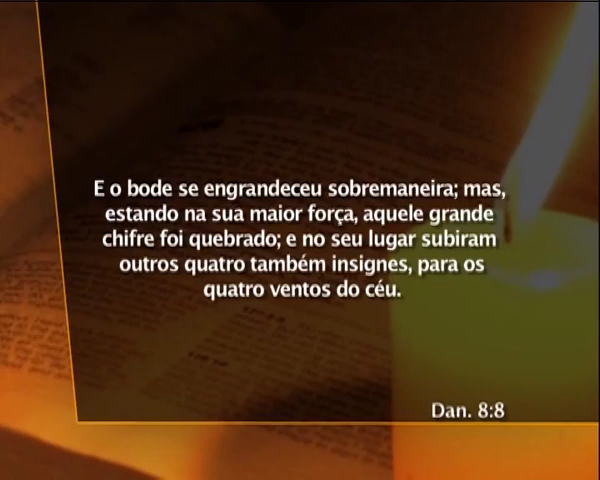 E o bode se engrandeceu sobremaneira; mas,
estando na sua maior força, aquele grande
chifre foi quebrado; e no seu lugar subiram
outros quatro também insignes, para os
quatro ventos do céu.
Dan. 8:8